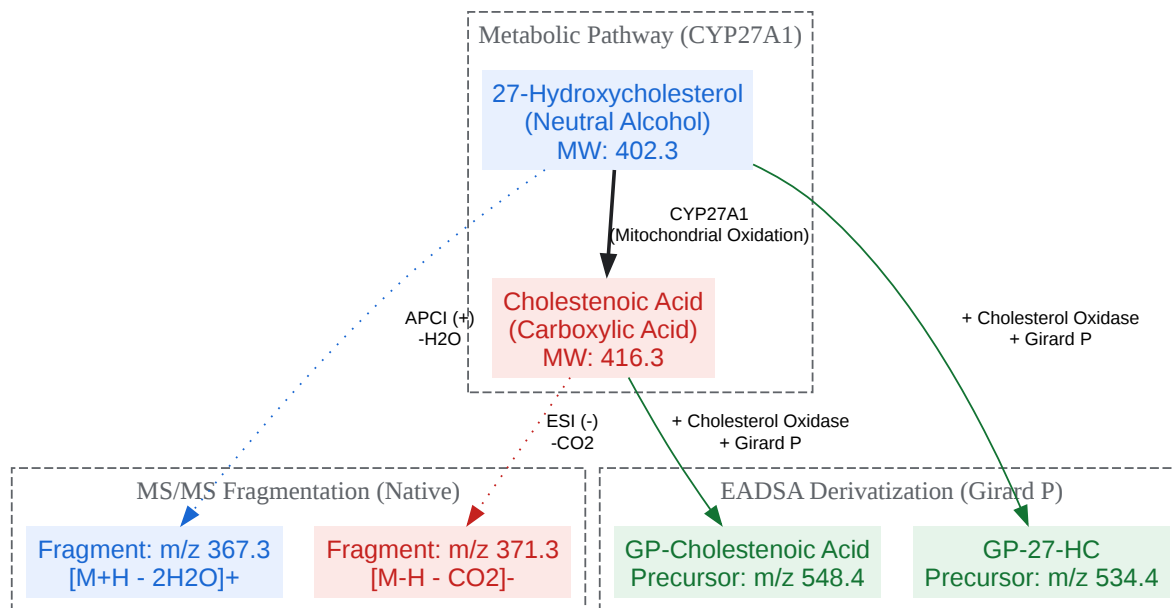 Metabolic Pathway (CYP27A1)
27-Hydroxycholesterol
(Neutral Alcohol)
MW: 402.3
CYP27A1
(Mitochondrial Oxidation)
Cholestenoic Acid
(Carboxylic Acid)
MW: 416.3
APCI (+)
-H2O
+ Cholesterol Oxidase
+ Girard P
ESI (-)
-CO2
+ Cholesterol Oxidase
+ Girard P
MS/MS Fragmentation (Native)
Fragment: m/z 367.3
[M+H - 2H2O]+
Fragment: m/z 371.3
[M-H - CO2]-
EADSA Derivatization (Girard P)
GP-Cholestenoic Acid
Precursor: m/z 548.4
GP-27-HC
Precursor: m/z 534.4